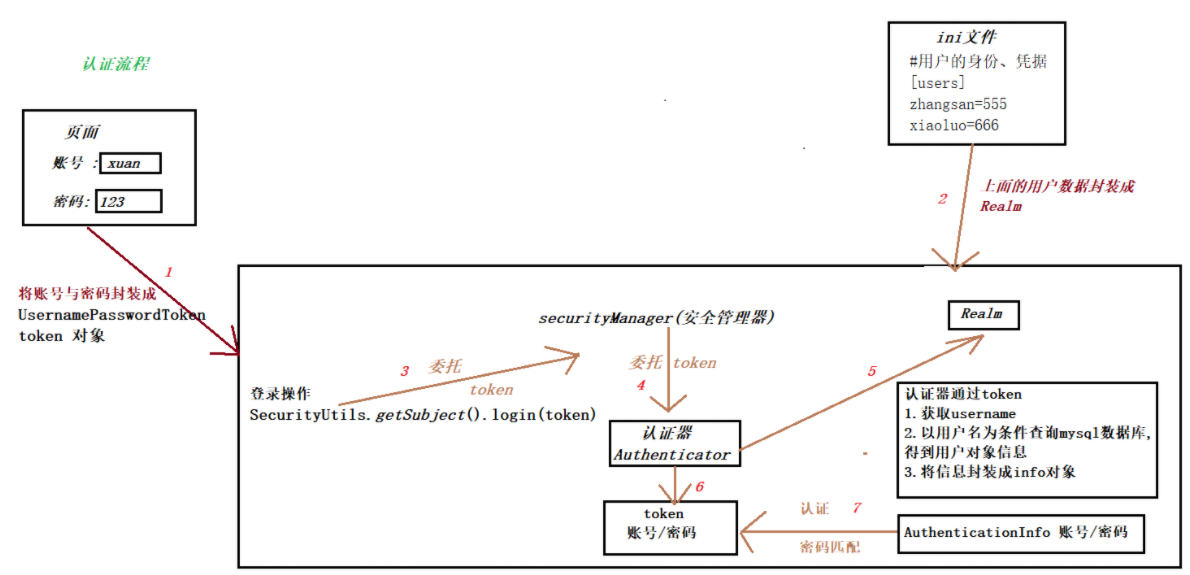 认证流程
页面
账号 : xuan
密码: 123
ini文件
#用户的身份、凭据
[users]
zhangsan=555
xiaoluo=666
1
将账号与密码封装成
UsernamePasswordToken
token 对象
2
上面的用户数据封装成
Realm
securityManager(安全管理器)
Realm
3
委托
token
委托 token
4
5
登录操作
SecurityUtils.getSubject().login(token)
认证器
Authenticator
认证器通过token
1.获取username
2.以用户名为条件查询mysql数据库,
得到用户对象信息
3.将信息封装成info对象
6
token
账号/密码
认证 7
密码匹配
AuthenticationInfo 账号/密码